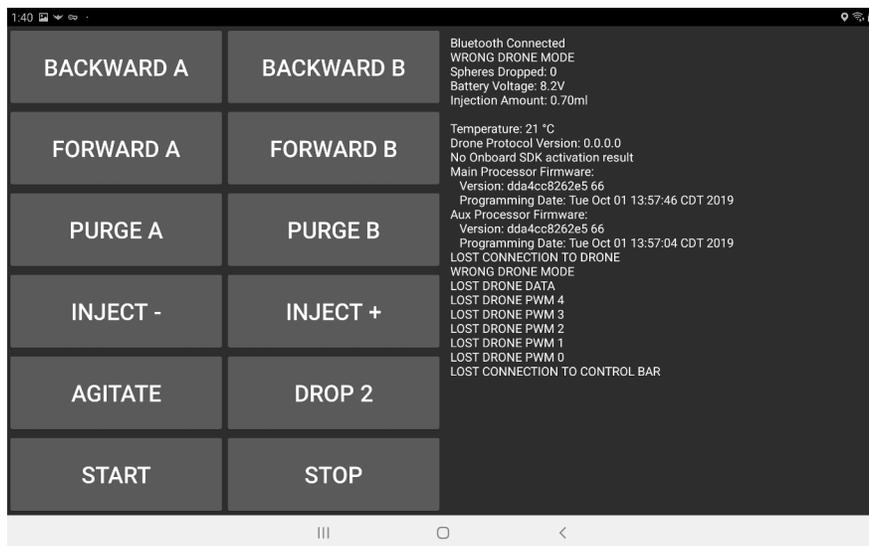 1:40
BACKWARD A
BACKWARD B
FORWARD A
FORWARD B
PURGE A
PURGE B
INJECT -
INJECT +
AGITATE
DROP 2
START
STOP
Bluetooth Connected
WRONG DRONE MODE
Spheres Dropped: 0
Battery Voltage: 8.2V
Injection Amount: 0.70ml
Temperature: 21 °C
Drone Protocol Version: 0.0.0.0
No Onboard SDK activation result
Main Processor Firmware:
Version: dda4cc8262e5 66
Programming Date: Tue Oct 01 13:57:46 CDT 2019
Aux Processor Firmware:
Version: dda4cc8262e5 66
Programming Date: Tue Oct 01 13:57:04 CDT 2019
LOST CONNECTION TO DRONE
WRONG DRONE MODE
LOST DRONE DATA
LOST DRONE PWM 4
LOST DRONE PWM 3
LOST DRONE PWM 2
LOST DRONE PWM 1
LOST DRONE PWM 0
LOST CONNECTION TO CONTROL BAR